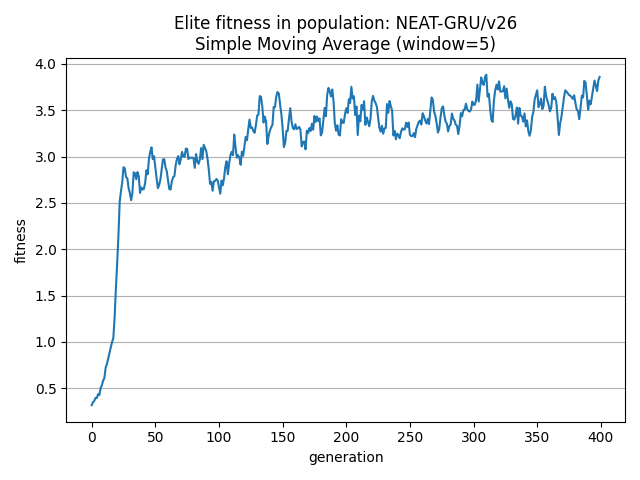 Elite fitness in population: NEAT-GRU/v26
Simple Moving Average (window=5)
4.0
3.5
3.0
2.5
2.0
1.5
1.0
0.5
fitness
0 50 100 150 200 250 300 350 400
generation